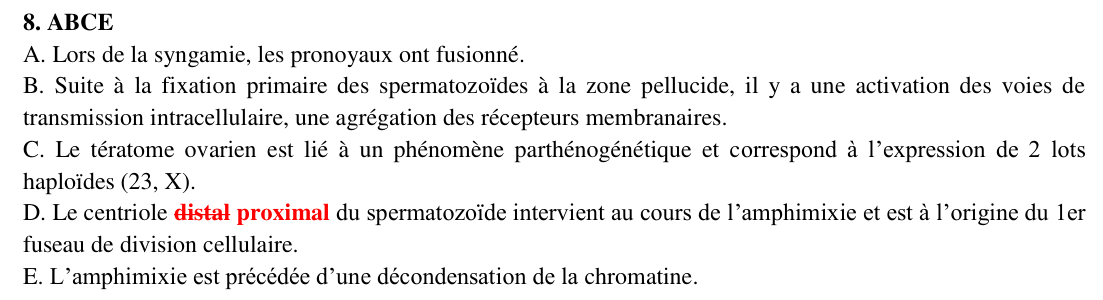 8. ABCE
A. Lors de la syngamie, les pronoyaux ont fusionné.
B. Suite à la fixation primaire des spermatozoïdes à la zone pellucide, il y a une activation des voies de
transmission intracellulaire, une agrégation des récepteurs membranaires.
C. Le tératome ovarien est lié à un phénomène parthénogénétique et correspond à l'expression de 2 lots
haploïdes (23, X).
D. Le centriole distal proximal du spermatozoïde intervient au cours de l'amphimixie et est à l'origine du 1er
fuseau de division cellulaire.
E. L'amphimixie est précédée d'une décondensation de la chromatine.